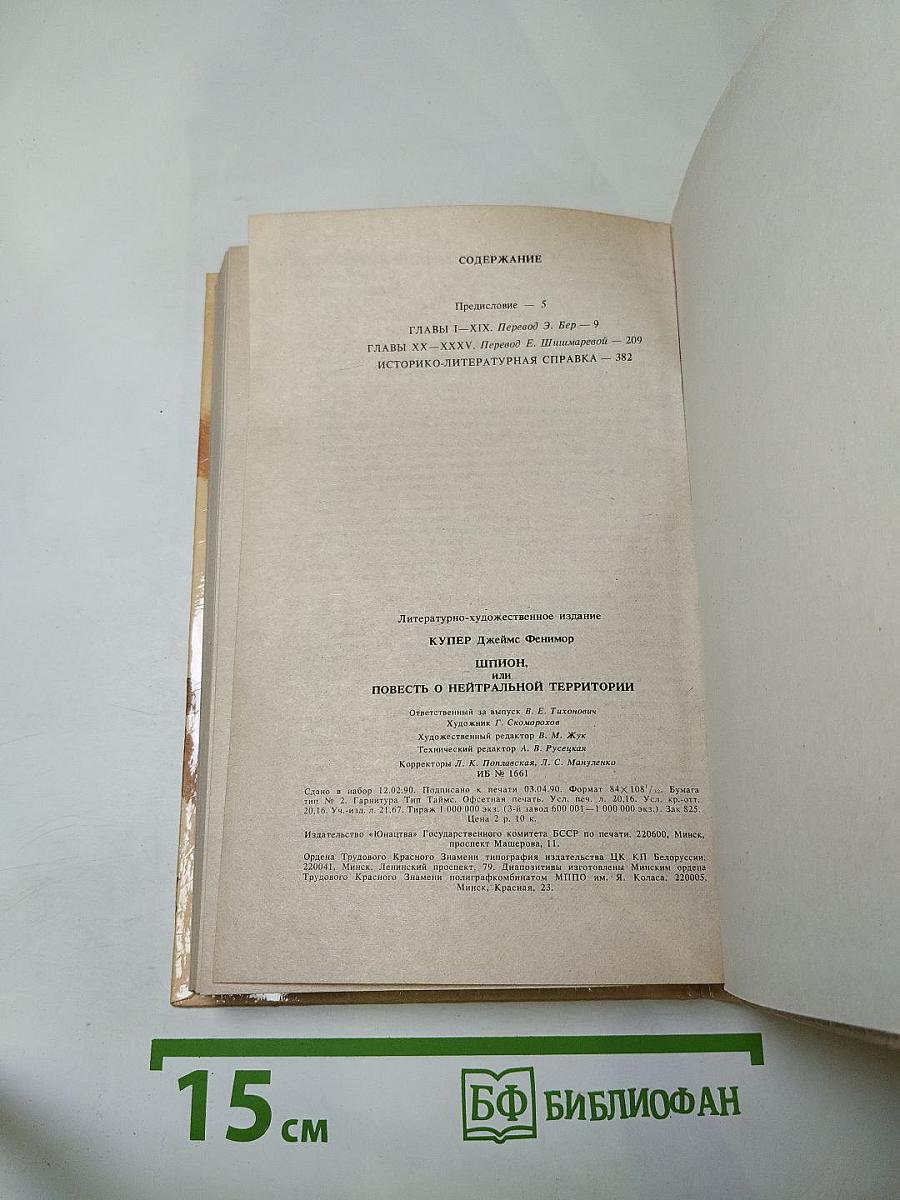 СОДЕРЖАНИЕ
Предисловие — 5
ГЛАВЫ I—XIX. Перевод Э. Бер — 9
ГЛАВЫ XX—XXXV. Перевод Е. Шишмаревой — 209
ИСТОРИКО-ЛИТЕРАТУРНАЯ СПРАВКА — 382
Литературно-художественное издание
КУПЕР Джеймс Фенимор
ШПИОН,
или
ПОВЕСТЬ О НЕЙТРАЛЬНОЙ ТЕРРИТОРИИ
Ответственный за выпуск В. Е. Тихонович
Художник Г. Скоморохов
Художественный редактор В. М. Жук
Технический редактор А. В. Русецкая
Корректоры Л. К. Поплавская, Л. С. Мануленко
ИБ № 1661
Сдано в набор 12.02.90. Подписано к печати 03.04.90. Формат 84×108¹/₃₂. Бумага
тип № 2. Гарнитура Тип Таймс. Офсетная печать. Усл. печ. л. 20,16. Усл. кр.-отт.
20,16. Уч.-изд. л. 21,67. Тираж 1 000 000 экз. (3-й завод 600 001—1 000 000 экз.). Зак 825.
Цена 2 р. 10 к.
Издательство «Юнацтва» Государственного комитета БССР по печати. 220600, Минск,
проспект Машерова, 11.
Ордена Трудового Красного Знамени типография издательства ЦК КП Белоруссии.
220041, Минск, Ленинский проспект, 79. Диапозитивы изготовлены Минским ордена
Трудового Красного Знамени полиграфкомбинатом МППО им. Я. Коласа. 220005,
Минск, Красная, 23.
15 см
БФ БИБЛИОФАН